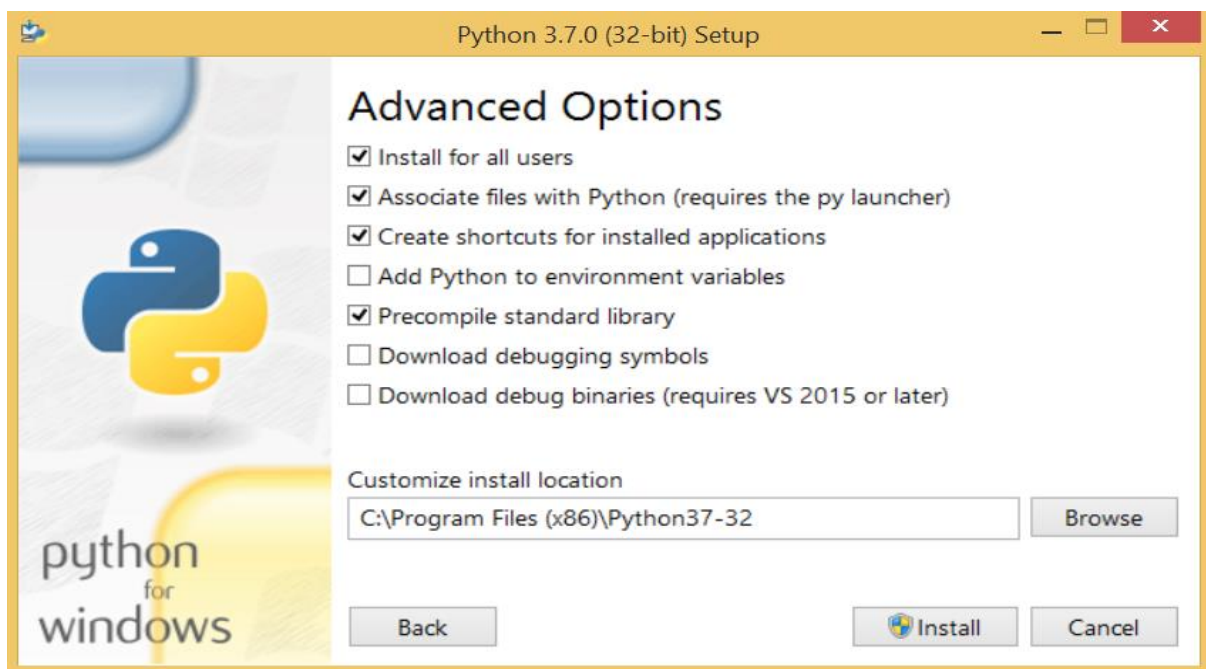 Python 3.7.0 (32-bit) Setup
Advanced Options
Install for all users
Associate files with Python (requires the py launcher)
Create shortcuts for installed applications
Add Python to environment variables
Precompile standard library
Download debugging symbols
Download debug binaries (requires VS 2015 or later)
Customize install location
C:\Program Files (x86)\Python37-32
Browse
python
for
windows
Back
Install
Cancel